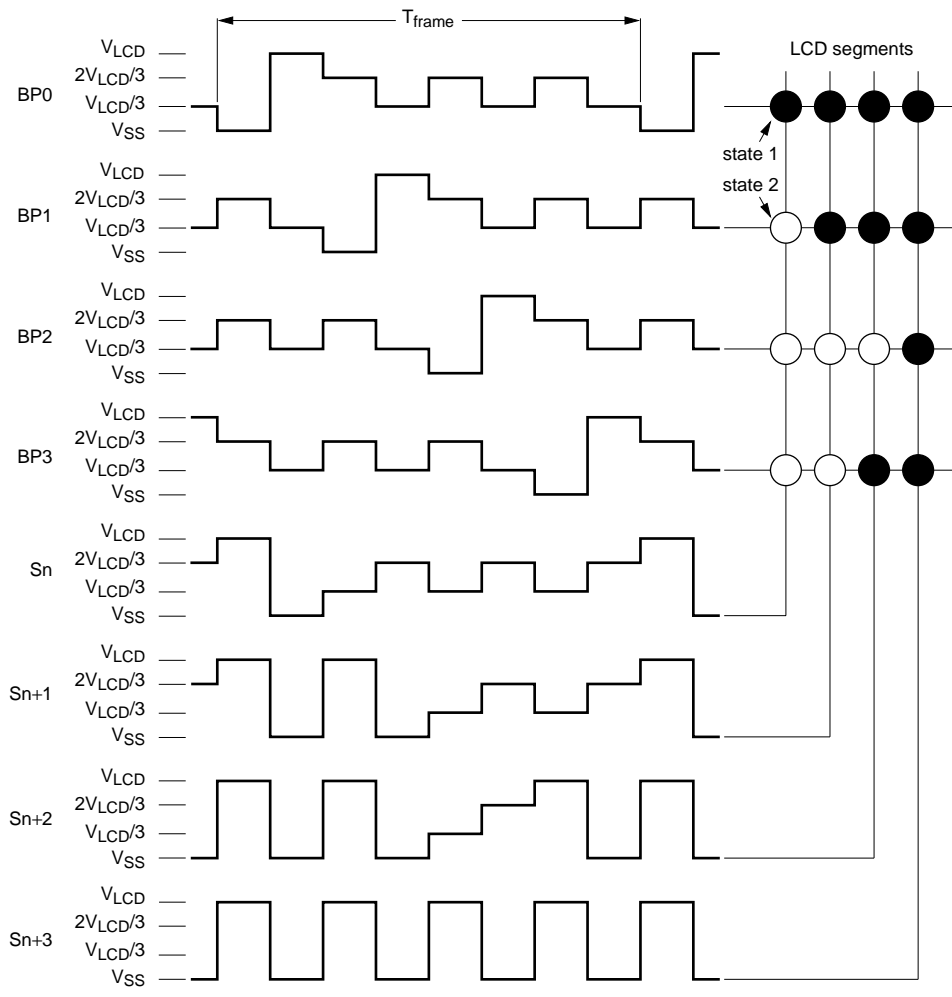 Tframe
LCD segments
BP0
VLCD
2VLCD/3
VLCD/3
VSS
state 1
BP1
VLCD
2VLCD/3
VLCD/3
VSS
state 2
BP2
VLCD
2VLCD/3
VLCD/3
VSS
BP3
VLCD
2VLCD/3
VLCD/3
VSS
Sn
VLCD
2VLCD/3
VLCD/3
VSS
Sn+1
VLCD
2VLCD/3
VLCD/3
VSS
Sn+2
VLCD
2VLCD/3
VLCD/3
VSS
Sn+3
VLCD
2VLCD/3
VLCD/3
VSS